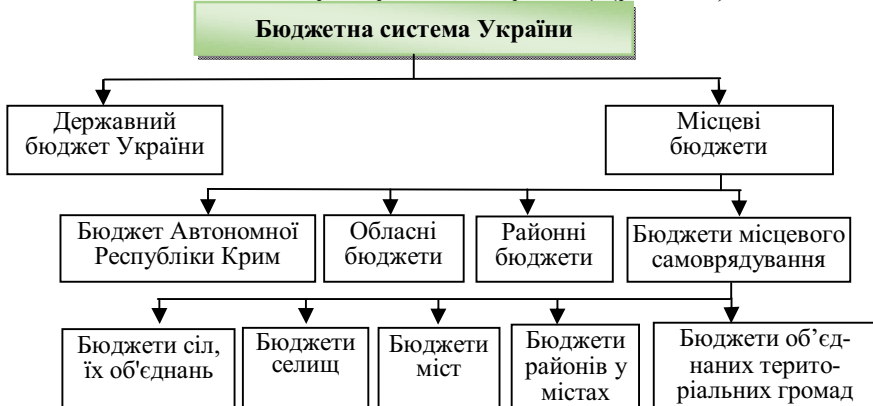 Бюджетна система України
Державний
бюджет України
Місцеві
бюджети
Бюджет Автономної
Республіки Крим
Обласні
бюджети
Районні
бюджети
Бюджети місцевого
самоврядування
Бюджети сіл,
їх об'єднань
Бюджети
селищ
Бюджети
міст
Бюджети
районів у
містах
Бюджети об’єд-
наних терито-
ріальних громад